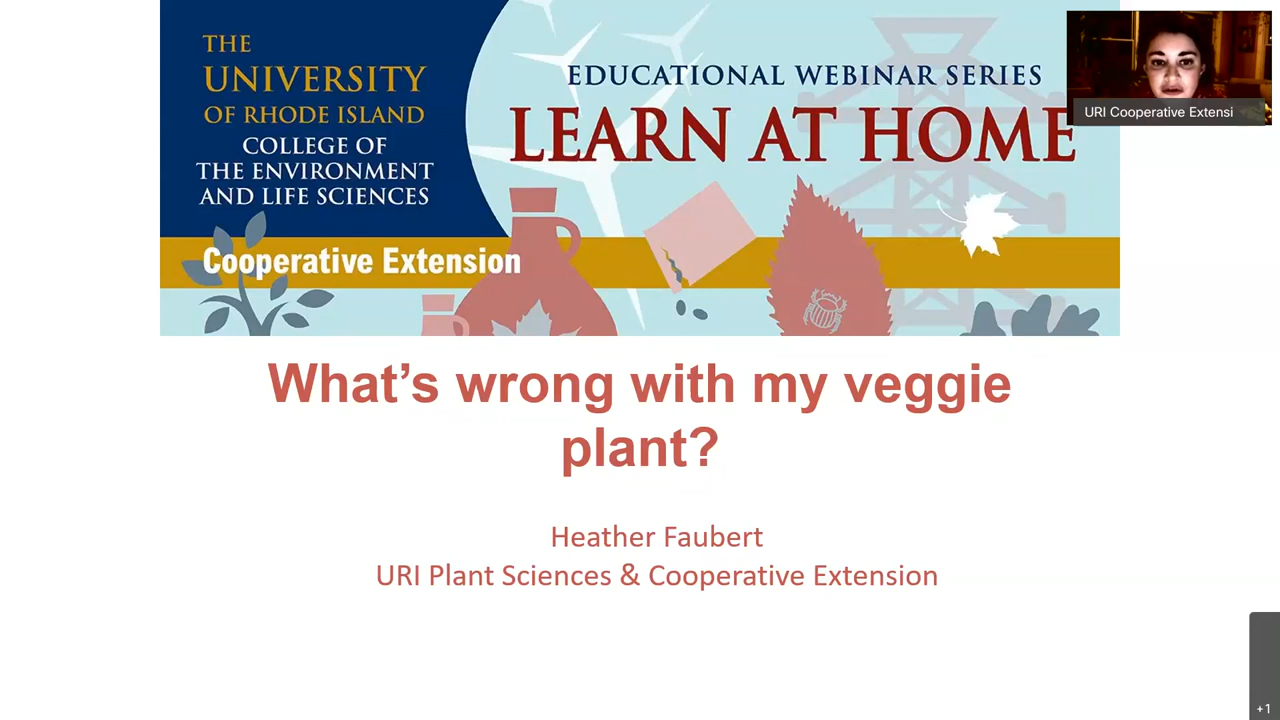 THE
UNIVERSITY
OF RHODE ISLAND
COLLEGE OF
THE ENVIRONMENT
AND LIFE SCIENCES
Cooperative Extension
EDUCATIONAL WEBINAR SERIES
LEARN AT HOME
URI Cooperative Extensi
What’s wrong with my veggie
plant?
Heather Faubert
URI Plant Sciences & Cooperative Extension
+1